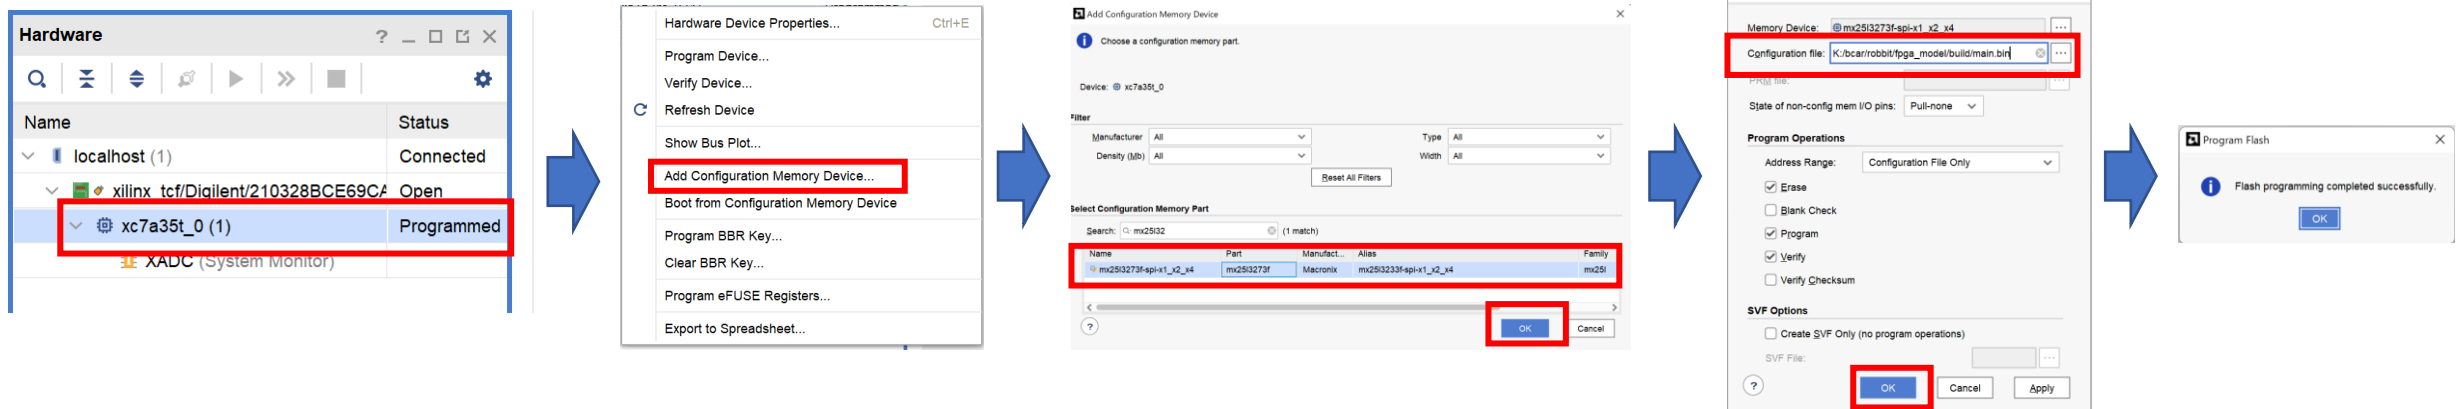 Hardware
Name Status
localhost (1) Connected
xilinx_tcf/Digilent/210328BCE69CA Open
xc7a35t_0 (1) Programmed
XADC (System Monitor)
Hardware Device Properties... Ctrl+E
Program Device...
Verify Device...
Refresh Device
Show Bus Plot...
Add Configuration Memory Device...
Boot from Configuration Memory Device
Program BBR Key...
Clear BBR Key...
Program eFUSE Registers...
Export to Spreadsheet...
Add Configuration Memory Device
Choose a configuration memory part.
Device: xc7a35t_0
Filter
Manufacturer All Type All
Density (Mb) All Width All
Reset All Filters
Select Configuration Memory Part
Search: mx25l32 (1 match)
Name Part Manufact... Alias Family
mx25l3273f-spi-x1_x2_x4 mx25l3273f Macronix mx25l3233f-spi-x1_x2_x4 mx25l
? OK Cancel
Memory Device: mx25l3273f-spi-x1_x2_x4 ...
Configuration file: K:/bcar/robbit/fpga_model/build/main.bin ...
PRM file: ...
State of non-config mem I/O pins: Pull-none
Program Operations
Address Range: Configuration File Only
Erase
Blank Check
Program
Verify
Verify Checksum
SVF Options
Create SVF Only (no program operations)
SVF File: ...
? OK Cancel Apply
Program Flash
Flash programming completed successfully.
OK